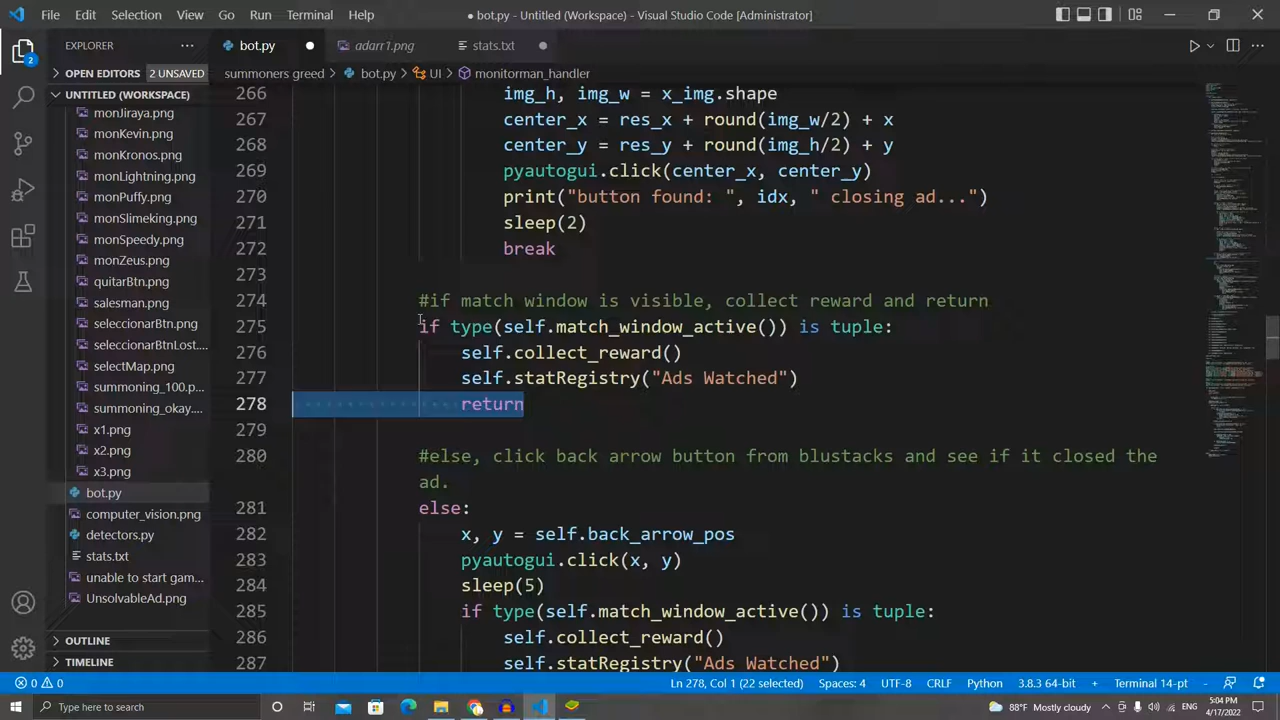 File Edit Selection View Go Run Terminal Help
● bot.py - Untitled (Workspace) - Visual Studio Code [Administrator]
EXPLORER
bot.py
adarr1.png
stats.txt
OPEN EDITORS 2 UNSAVED
summoners greed > bot.py > UI > monitorman_handler
UNTITLED (WORKSPACE)
monJiraya.png
monKevin.png
monKronos.png
monLightning.png
monPuffy.png
monSlimeking.png
monSpeedy.png
monZeus.png
quitarBtn.png
salesman.png
seleccionarBtn.png
seleccionarBtnLost....
selectMap.png
summoning_100.p...
summoning_okay....
x1.png
x2.png
x3.png
bot.py
computer_vision.png
detectors.py
stats.txt
unable to start gam...
UnsolvableAd.png
OUTLINE
TIMELINE
266 img_h, img_w = x_img.shape
267 center_x = res_x + round(img_w/2) + x
268 center_y = res_y + round(img_h/2) + y
269 pyautogui.click(center_x, center_y)
270 print("button found: ", idx, " closing ad...")
271 sleep(2)
272 break
273
274 #if match window is visible, collect reward and return
275 if type(self.match_window_active()) is tuple:
276 self.collect_reward()
277 self.statRegistry("Ads Watched")
278 return
279
280 #else, click back arrow button from blustacks and see if it closed the
ad.
281 else:
282 x, y = self.back_arrow_pos
283 pyautogui.click(x, y)
284 sleep(5)
285 if type(self.match_window_active()) is tuple:
286 self.collect_reward()
287 self.statRegistry("Ads Watched")
0 0
Ln 278, Col 1 (22 selected) Spaces: 4 UTF-8 CRLF Python 3.8.3 64-bit + Terminal 14-pt -
Type here to search
88°F Mostly cloudy
5:04 PM
4/17/2022